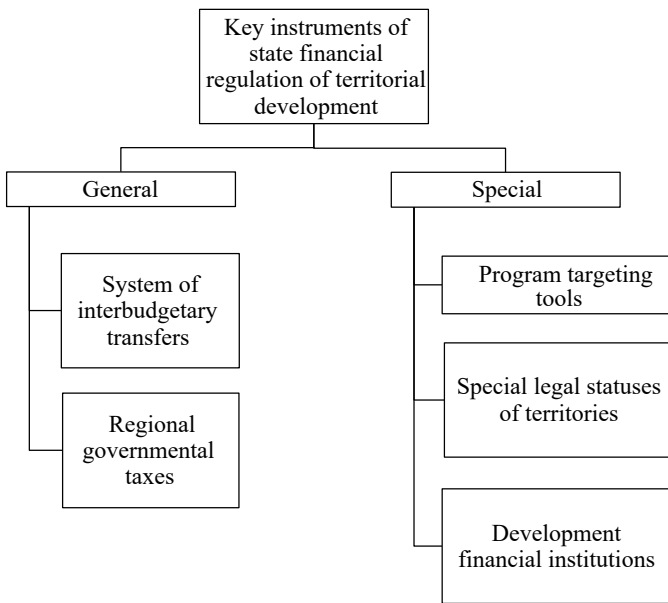 Key instruments of
state financial
regulation of territorial
development
General
Special
System of
interbudgetary
transfers
Regional
governmental
taxes
Program targeting
tools
Special legal statuses
of territories
Development
financial institutions